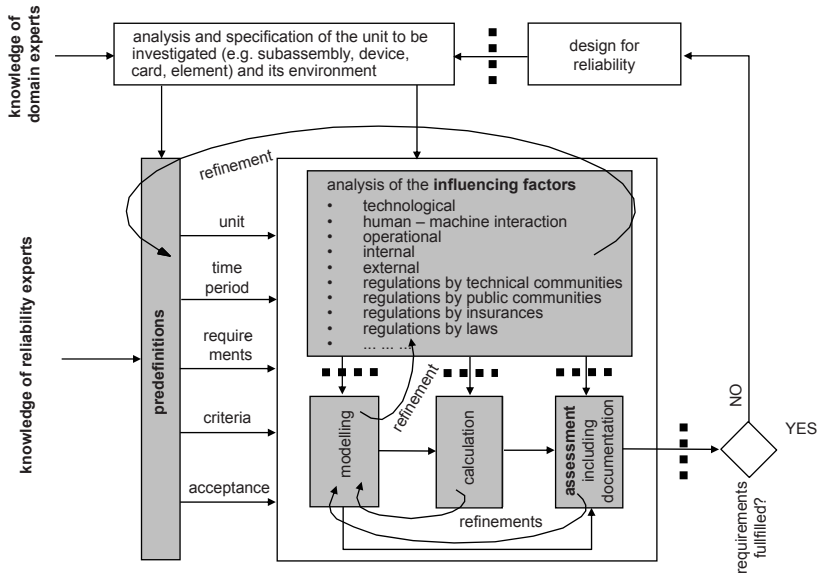 knowledge of
domain experts
analysis and specification of the unit to be
investigated (e.g. subassembly, device,
card, element) and its environment
design for
reliability
refinement
knowledge of reliability experts
predefinitions
unit
time
period
require
ments
criteria
acceptance
analysis of the influencing factors
• technological
• human – machine interaction
• operational
• internal
• external
• regulations by technical communities
• regulations by public communities
• regulations by insurances
• regulations by laws
• ... ... ...
refinement
modelling
calculation
assessment
including
documentation
refinements
NO
YES
requirements
fullfilled?